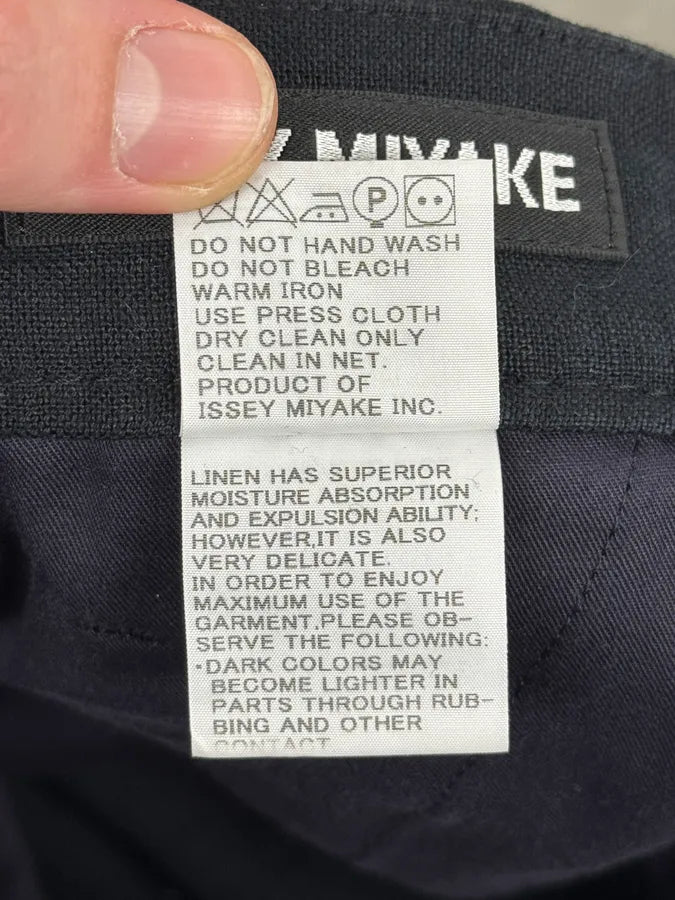 MIYAKE
P
DO NOT HAND WASH
DO NOT BLEACH
WARM IRON
USE PRESS CLOTH
DRY CLEAN ONLY
CLEAN IN NET.
PRODUCT OF
ISSEY MIYAKE INC.
LINEN HAS SUPERIOR
MOISTURE ABSORPTION
AND EXPULSION ABILITY;
HOWEVER,IT IS ALSO
VERY DELICATE.
IN ORDER TO ENJOY
MAXIMUM USE OF THE
GARMENT.PLEASE OB-
SERVE THE FOLLOWING:
·DARK COLORS MAY
BECOME LIGHTER IN
PARTS THROUGH RUB-
BING AND OTHER
CONTACT